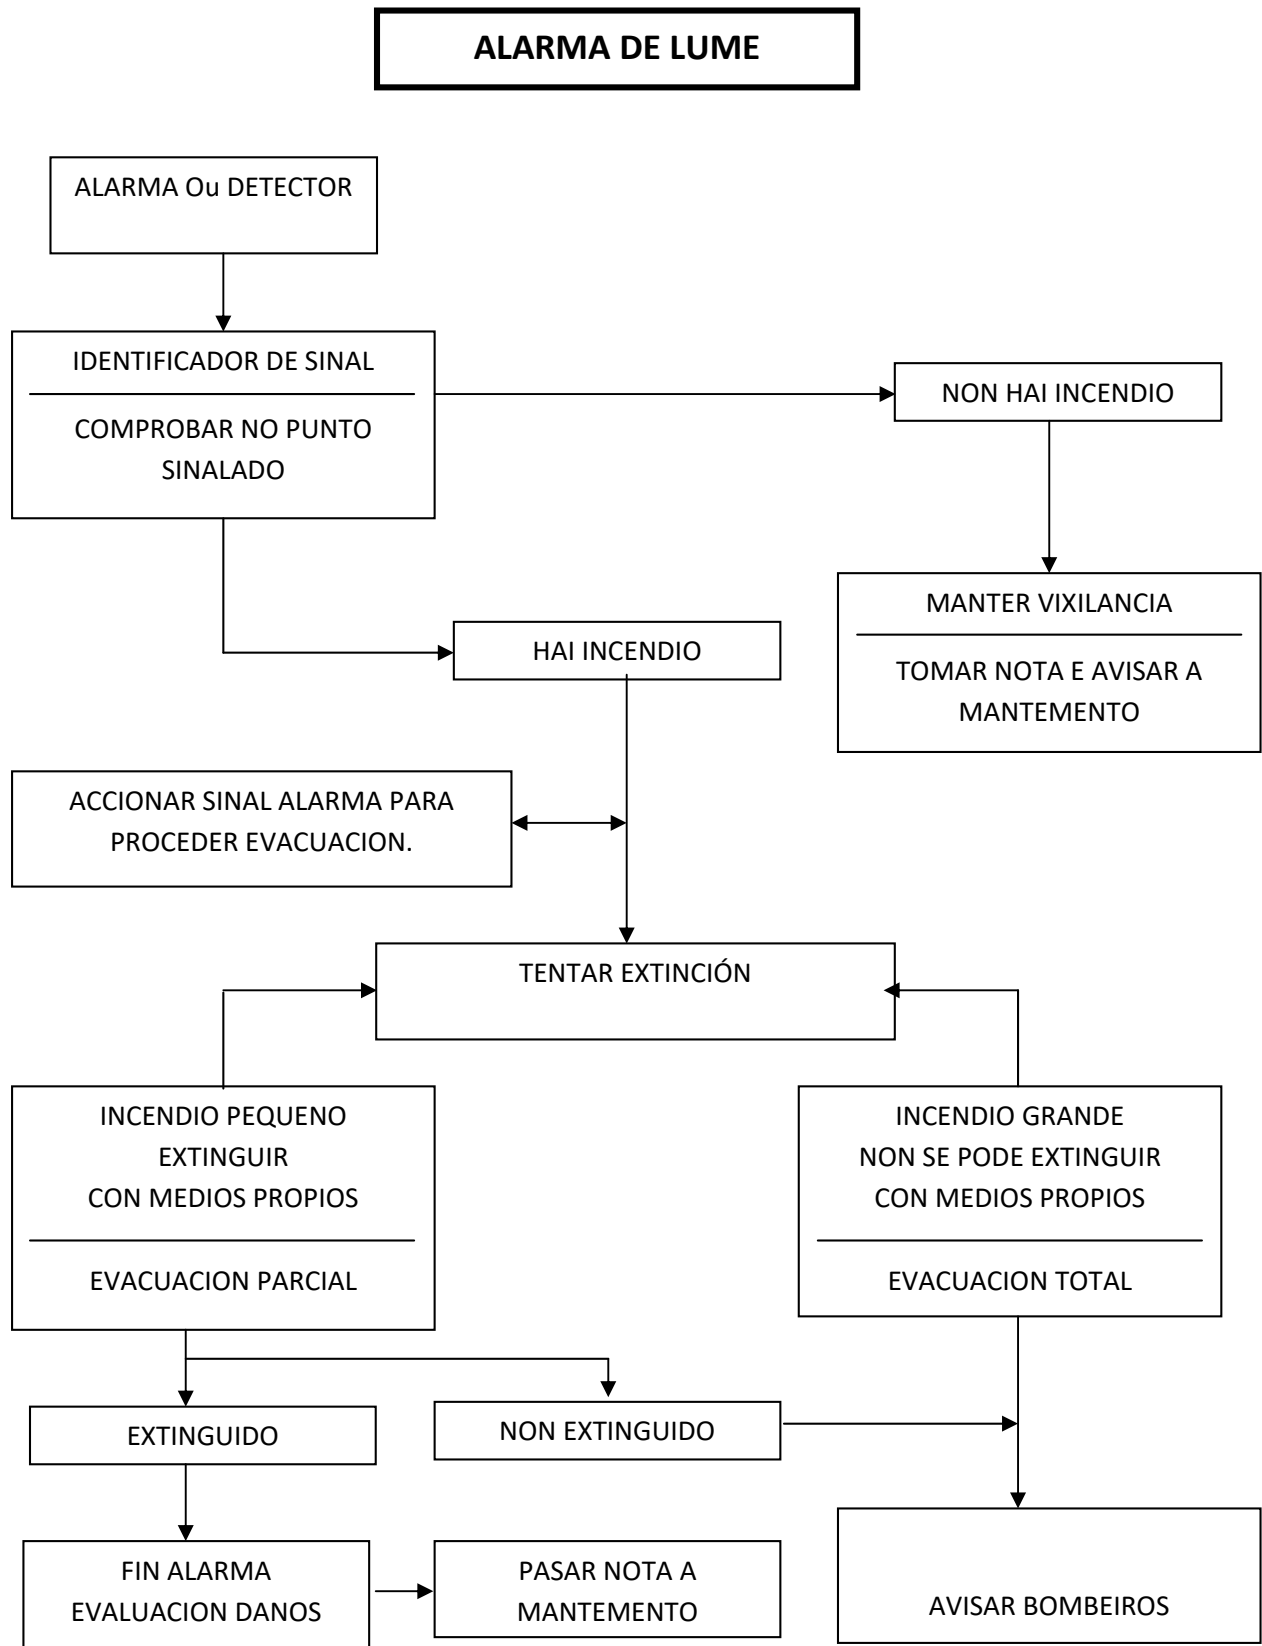 ALARMA DE LUME
ALARMA Ou DETECTOR
IDENTIFICADOR DE SINAL
COMPROBAR NO PUNTO
SINALADO
NON HAI INCENDIO
MANTER VIXILANCIA
TOMAR NOTA E AVISAR A
MANTEMENTO
HAI INCENDIO
ACCIONAR SINAL ALARMA PARA
PROCEDER EVACUACION.
TENTAR EXTINCIÓN
INCENDIO PEQUENO
EXTINGUIR
CON MEDIOS PROPIOS
EVACUACION PARCIAL
INCENDIO GRANDE
NON SE PODE EXTINGUIR
CON MEDIOS PROPIOS
EVACUACION TOTAL
EXTINGUIDO
NON EXTINGUIDO
FIN ALARMA
EVALUACION DANOS
PASAR NOTA A
MANTEMENTO
AVISAR BOMBEIROS